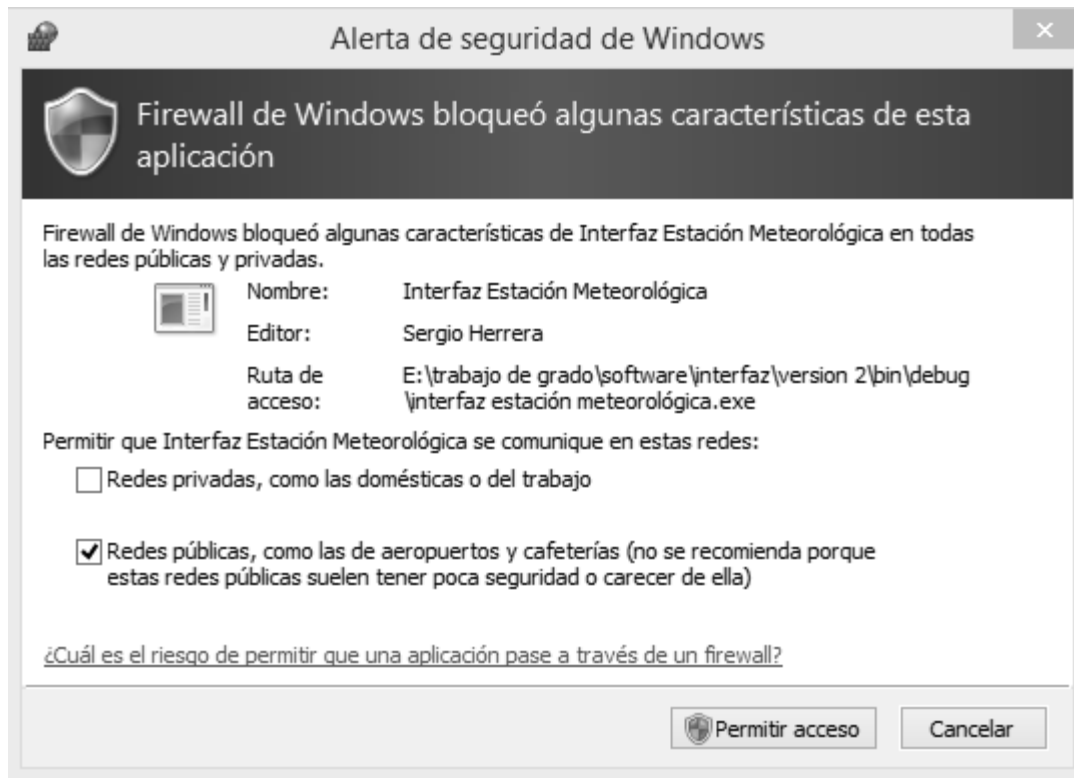 Alerta de seguridad de Windows
Firewall de Windows bloqueó algunas características de esta
aplicación
Firewall de Windows bloqueó algunas características de Interfaz Estación Meteorológica en todas
las redes públicas y privadas.
Nombre: Interfaz Estación Meteorológica
Editor: Sergio Herrera
Ruta de acceso: E:\trabajo de grado\software\interfaz\version 2\bin\debug
\interfaz estación meteorológica.exe
Permitir que Interfaz Estación Meteorológica se comunique en estas redes:
Redes privadas, como las domésticas o del trabajo
Redes públicas, como las de aeropuertos y cafeterías (no se recomienda porque
estas redes públicas suelen tener poca seguridad o carecer de ella)
¿Cuál es el riesgo de permitir que una aplicación pase a través de un firewall?
Permitir acceso Cancelar